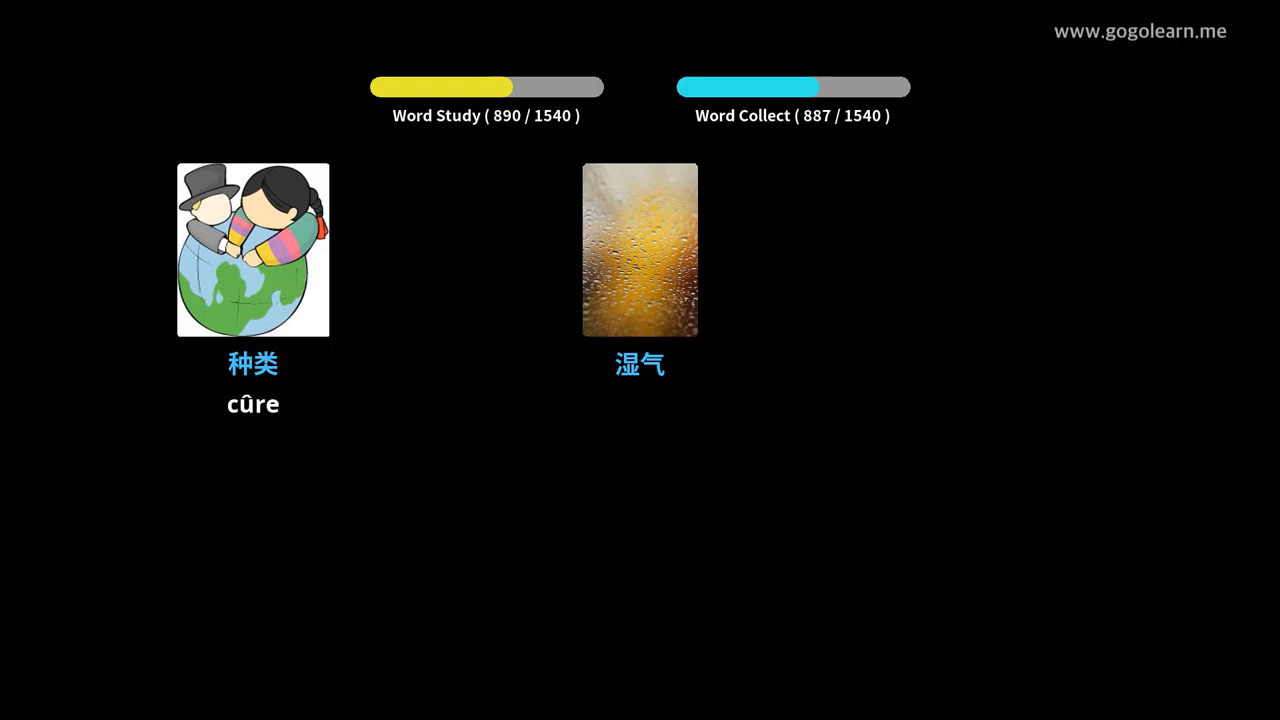 www.gogolearn.me
Word Study ( 890 / 1540 )
Word Collect ( 887 / 1540 )
种类
cûre
湿气